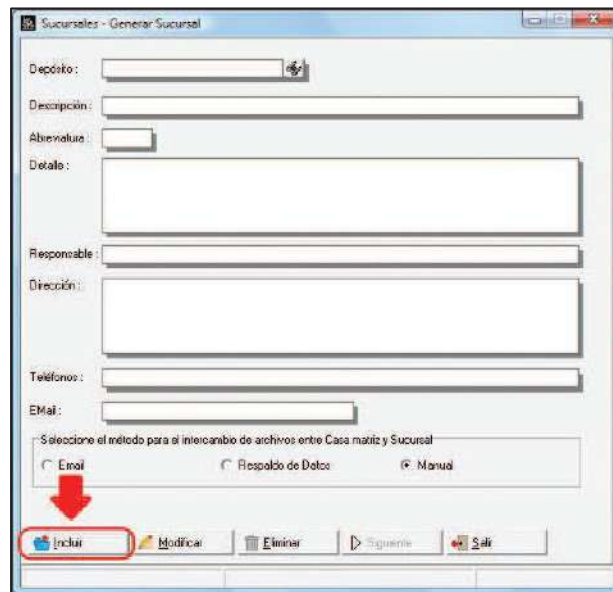 Sucursales - Generar Sucursal
Depósito :
Descripción :
Abreviatura :
Detalle :
Responsable :
Dirección :
Teléfonos :
EMail :
Seleccione el método para el intercambio de archivos entre Casa matriz y Sucursal
Email Respaldo de Datos Manual
Incluir Modificar Eliminar Siguiente Salir